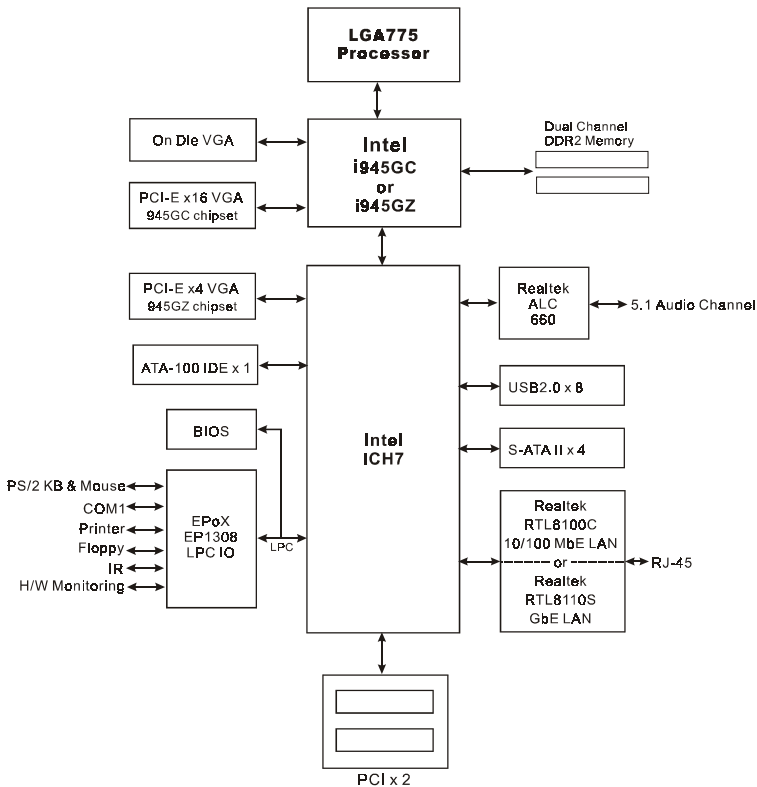 LGA775
Processor
On Die VGA
Intel
i945GC
or
i945GZ
Dual Channel
DDR2 Memory
PCI-E x16 VGA
945GC chipset
PCI-E x4 VGA
945GZ chipset
Realtek
ALC
660
5.1 Audio Channel
ATA-100 IDE x 1
USB2.0 x 8
BIOS
Intel
ICH7
S-ATA II x 4
PS/2 KB & Mouse
COM1
Printer
Floppy
IR
H/W Monitoring
EPoX
EP1308
LPC IO
LPC
Realtek
RTL8100C
10/100 MbE LAN
or
Realtek
RTL8110S
GbE LAN
RJ-45
PCI x 2